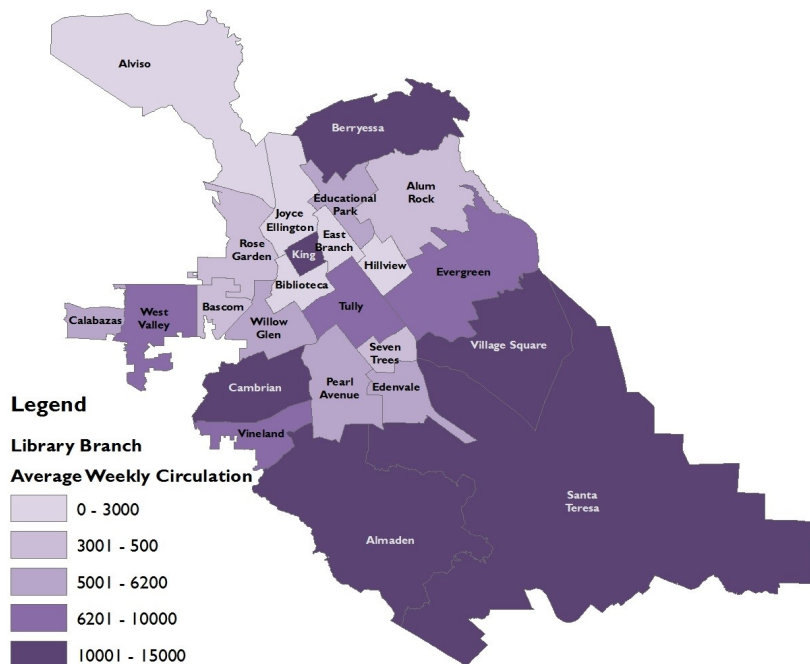 Alviso
Berryessa
Alum
Rock
Educational
Park
Joyce
Ellington
East
Branch
Rose
Garden
King
Hillview
Evergreen
Biblioteca
Calabazas
West
Valley
Bascom
Tully
Willow
Glen
Seven
Trees
Village Square
Cambrian
Pearl
Avenue
Edenvale
Vineland
Santa
Teresa
Almaden
Legend
Library Branch
Average Weekly Circulation
0 - 3000
3001 - 500
5001 - 6200
6201 - 10000
10001 - 15000